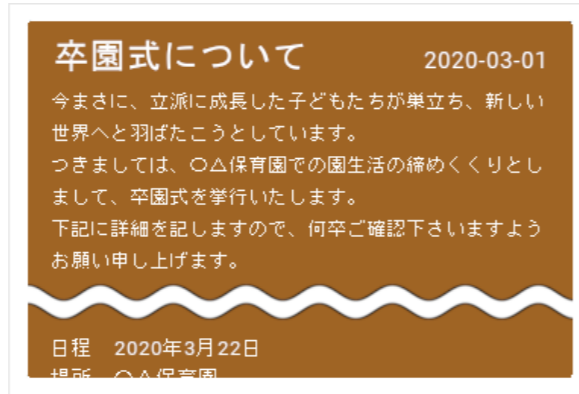 卒園式について 2020-03-01
今まさに、立派に成長した子どもたちが巣立ち、新しい
世界へと羽ばたこうとしています。
つきましては、〇△保育園での園生活の締めくくりとし
まして、卒園式を挙行いたします。
下記に詳細を記しますので、何卒ご確認下さいますよう
お願い申し上げます。
日程 2020年3月22日
場所 〇△保育園